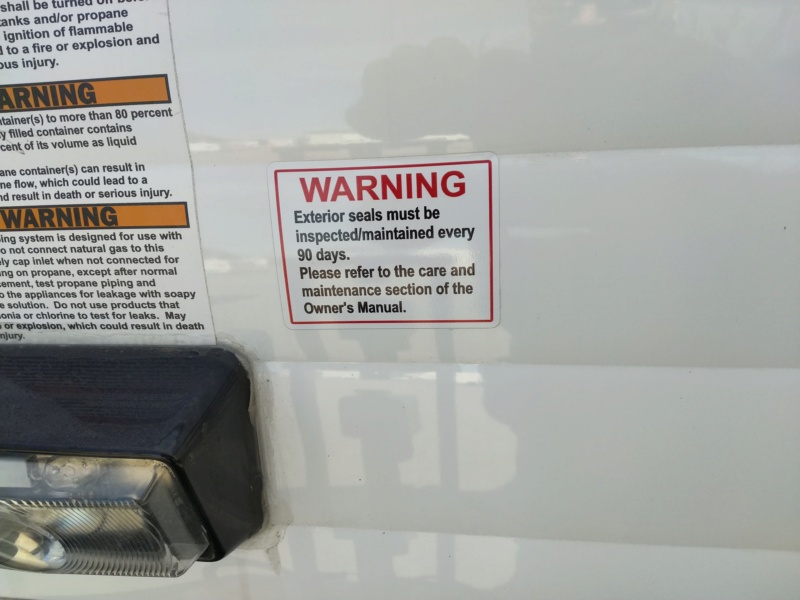 shall be turned off
tanks and/or propane
ignition of flammable
to a fire or explosion and
injury.
WARNING
to more than 80 percent
filled container contains
of its volume as liquid
container(s) can result in
flow, which could lead to a
result in death or serious injury.
WARNING
system is designed for use with
not connect natural gas to this
cap inlet when not connected for
on propane, except after normal
test propane piping and
the appliances for leakage with soapy
solution. Do not use products that
or chlorine to test for leaks. May
or explosion, which could result in death
injury.
WARNING
Exterior seals must be
inspected/maintained every
90 days.
Please refer to the care and
maintenance section of the
Owner's Manual.